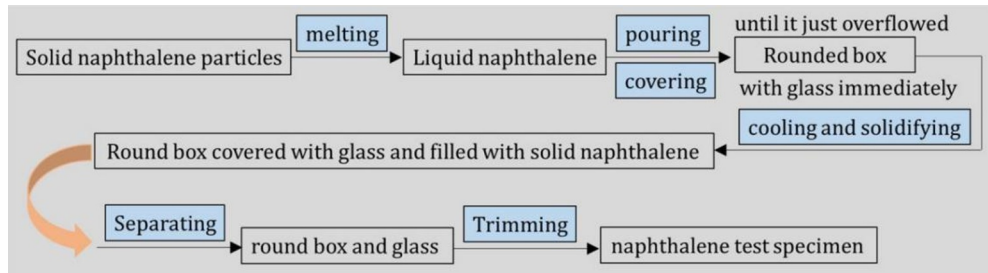 melting
pouring
until it just overflowed
Solid naphthalene particles
Liquid naphthalene
Rounded box
covering
with glass immediately
cooling and solidifying
Round box covered with glass and filled with solid naphthalene
Separating
Trimming
round box and glass
naphthalene test specimen